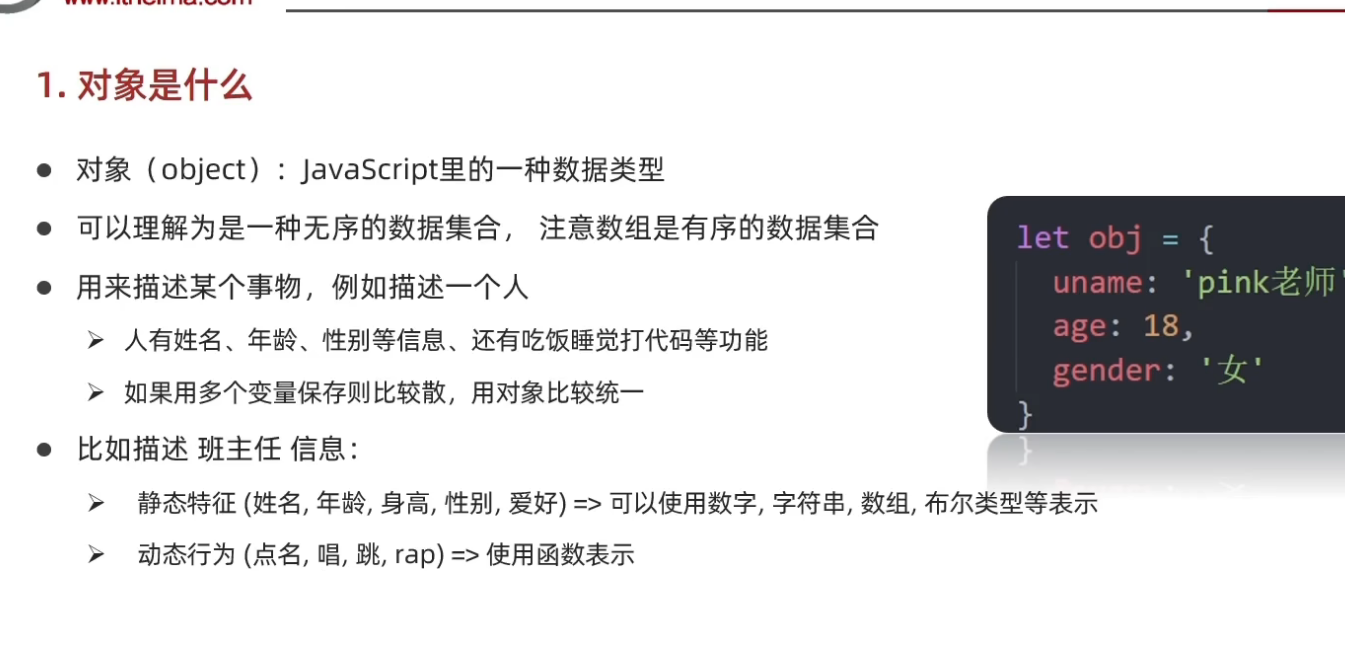 www.itheima.com
1. 对象是什么
● 对象（object）：JavaScript里的一种数据类型
● 可以理解为是一种无序的数据集合， 注意数组是有序的数据集合
● 用来描述某个事物，例如描述一个人
➢ 人有姓名、年龄、性别等信息、还有吃饭睡觉打代码等功能
➢ 如果用多个变量保存则比较散，用对象比较统一
● 比如描述 班主任 信息：
➢ 静态特征 (姓名, 年龄, 身高, 性别, 爱好) => 可以使用数字, 字符串, 数组, 布尔类型等表示
➢ 动态行为 (点名, 唱, 跳, rap) => 使用函数表示
let obj = {
uname: 'pink老师'
age: 18,
gender: '女'
}